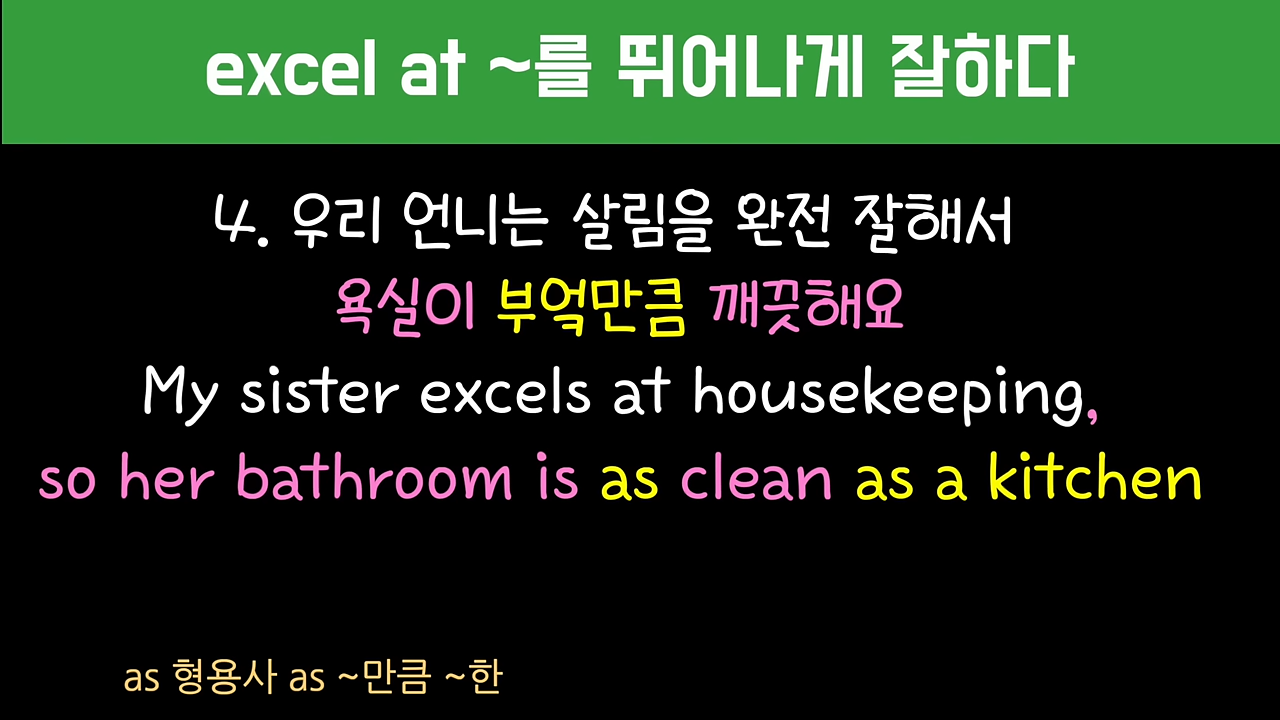 excel at ~를 뛰어나게 잘하다
4. 우리 언니는 살림을 완전 잘해서
욕실이 부엌만큼 깨끗해요
My sister excels at housekeeping,
so her bathroom is as clean as a kitchen
as 형용사 as ~만큼 ~한